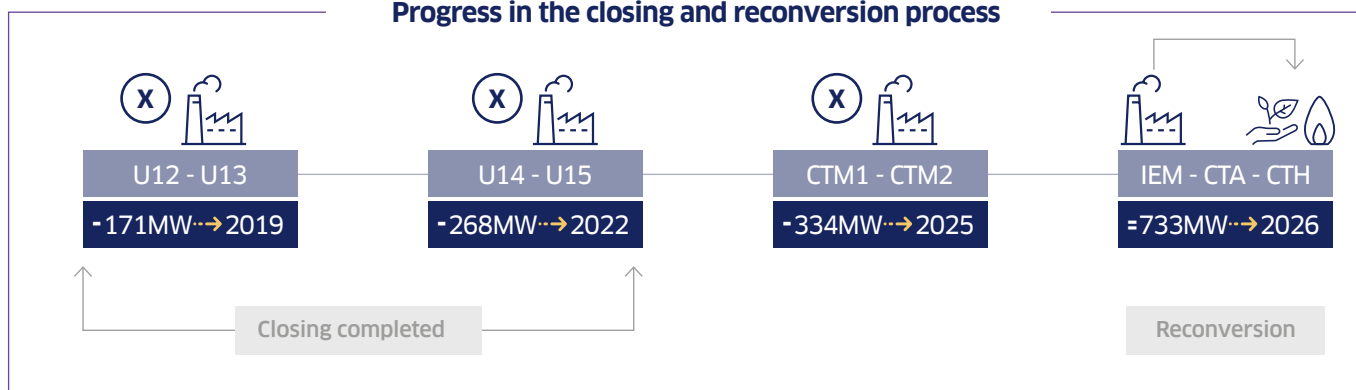 Progress in the closing and reconversion process
X
X
X
U12 - U13
U14 - U15
CTM1 - CTM2
IEM - CTA - CTH
-171MW⇢2019
-268MW⇢2022
-334MW⇢2025
=733MW⇢2026
Closing completed
Reconversion